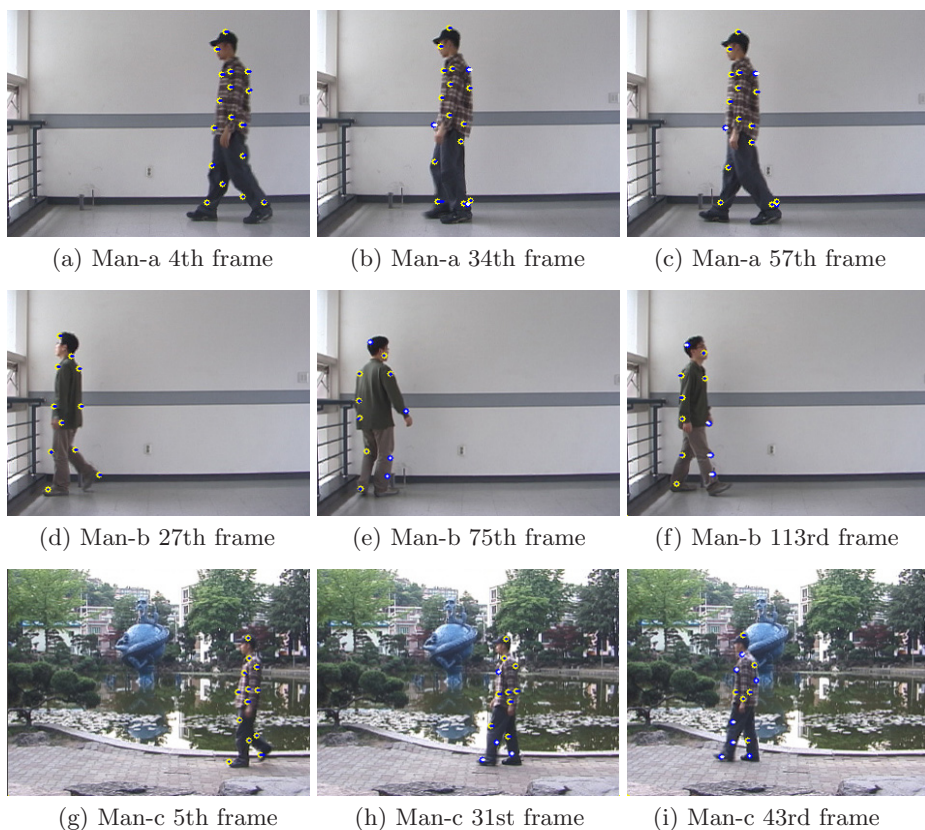 (a) Man-a 4th frame
(b) Man-a 34th frame
(c) Man-a 57th frame
(d) Man-b 27th frame
(e) Man-b 75th frame
(f) Man-b 113rd frame
(g) Man-c 5th frame
(h) Man-c 31st frame
(i) Man-c 43rd frame